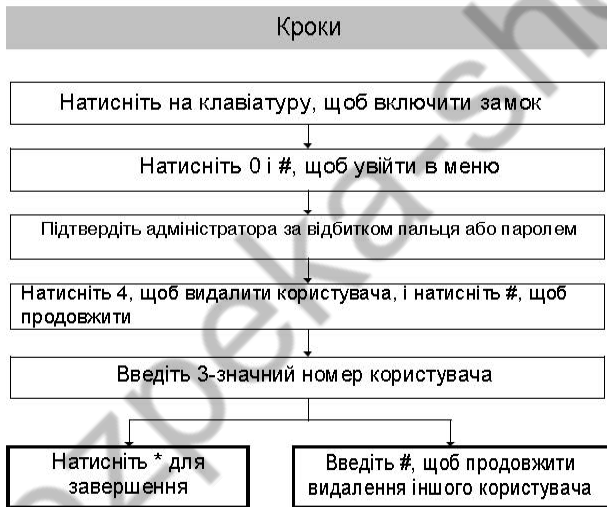 Кроки
Натисніть на клавіатуру, щоб включити замок
Натисніть 0 і #, щоб увійти в меню
Підтвердіть адміністратора за відбитком пальця або паролем
Натисніть 4, щоб видалити користувача, і натисніть #, щоб
продовжити
Введіть 3-значний номер користувача
Натисніть * для
завершення
Введіть #, щоб продовжити
видалення іншого користувача